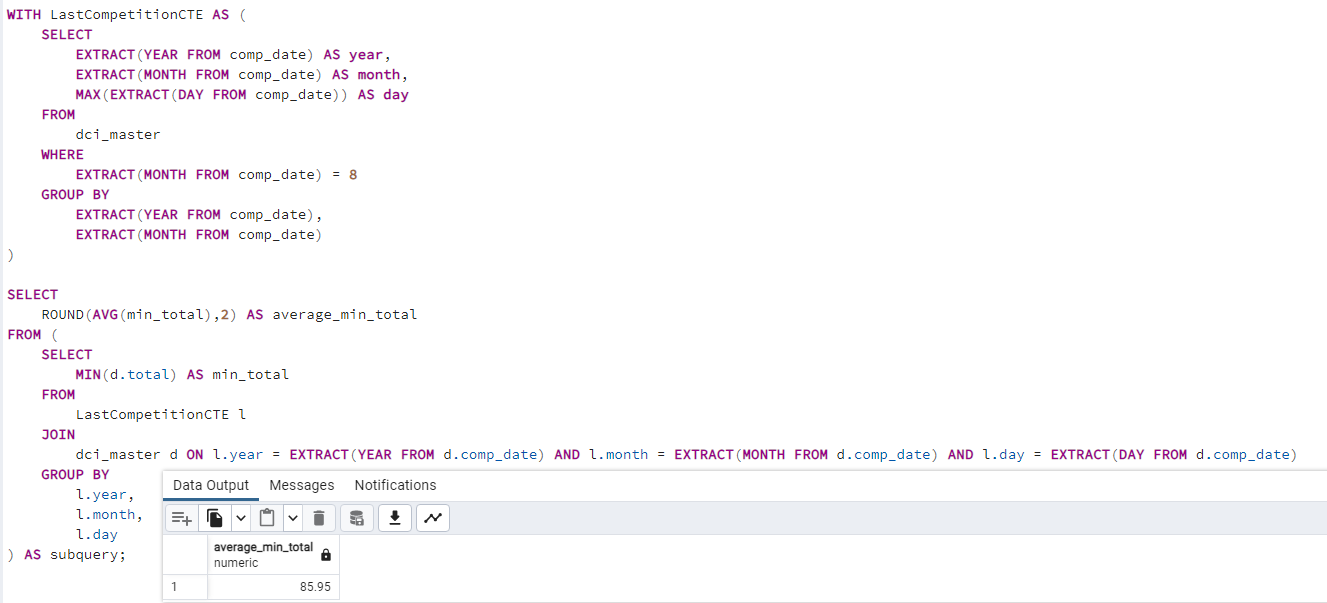 WITH LastCompetitionCTE AS (
    SELECT
        EXTRACT(YEAR FROM comp_date) AS year,
        EXTRACT(MONTH FROM comp_date) AS month,
        MAX(EXTRACT(DAY FROM comp_date)) AS day
    FROM
        dci_master
    WHERE
        EXTRACT(MONTH FROM comp_date) = 8
    GROUP BY
        EXTRACT(YEAR FROM comp_date),
        EXTRACT(MONTH FROM comp_date)
)
SELECT
    ROUND(AVG(min_total),2) AS average_min_total
FROM (
    SELECT
        MIN(d.total) AS min_total
    FROM
        LastCompetitionCTE l
    JOIN
        dci_master d ON l.year = EXTRACT(YEAR FROM d.comp_date) AND l.month = EXTRACT(MONTH FROM d.comp_date) AND l.day = EXTRACT(DAY FROM d.comp_date)
    GROUP BY
        l.year,
        l.month,
        l.day
) AS subquery;
Data Output Messages Notifications
average_min_total
numeric
1 85.95